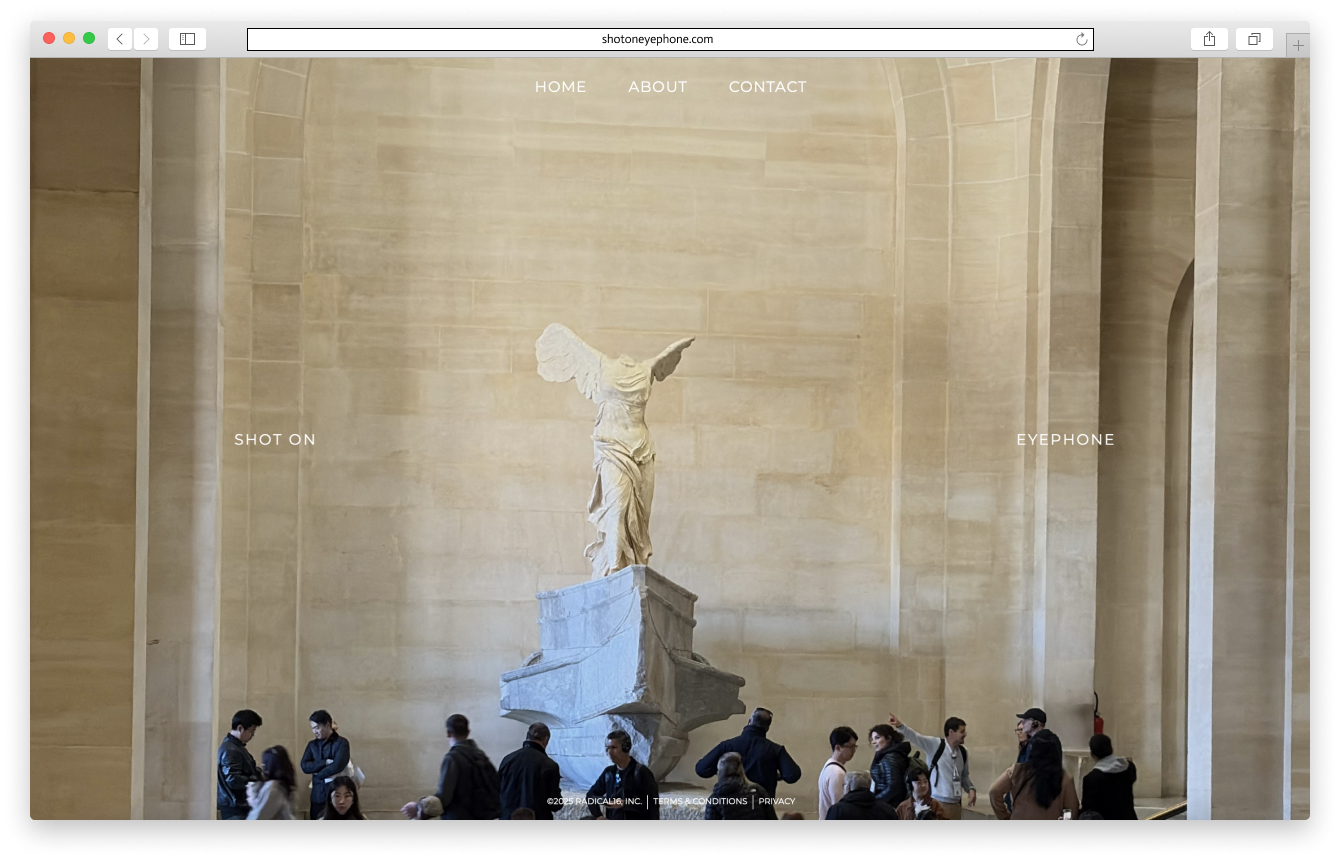 shotoneyephone.com
HOME ABOUT CONTACT
SHOT ON EYEPHONE
©2025 RADICAL16, INC. | TERMS & CONDITIONS | PRIVACY